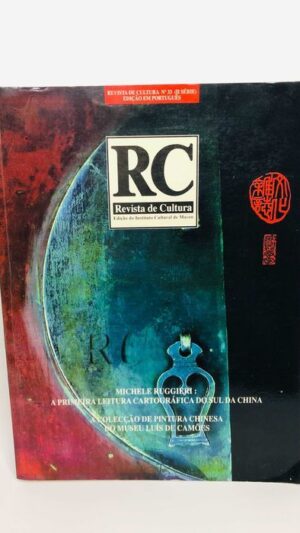 REVISTA DE CULTURA Nº 33 (II SÉRIE)
EDIÇÃO EM PORTUGUÊS
RC
Revista de Cultura
Edição do Instituto Cultural de Macau
RC
MICHELE RUGGIERI :
A PRIMEIRA LEITURA CARTOGRÁFICA DO SUL DA CHINA
A COLECÇÃO DE PINTURA CHINESA
DO MUSEU LUÍS DE CAMÕES